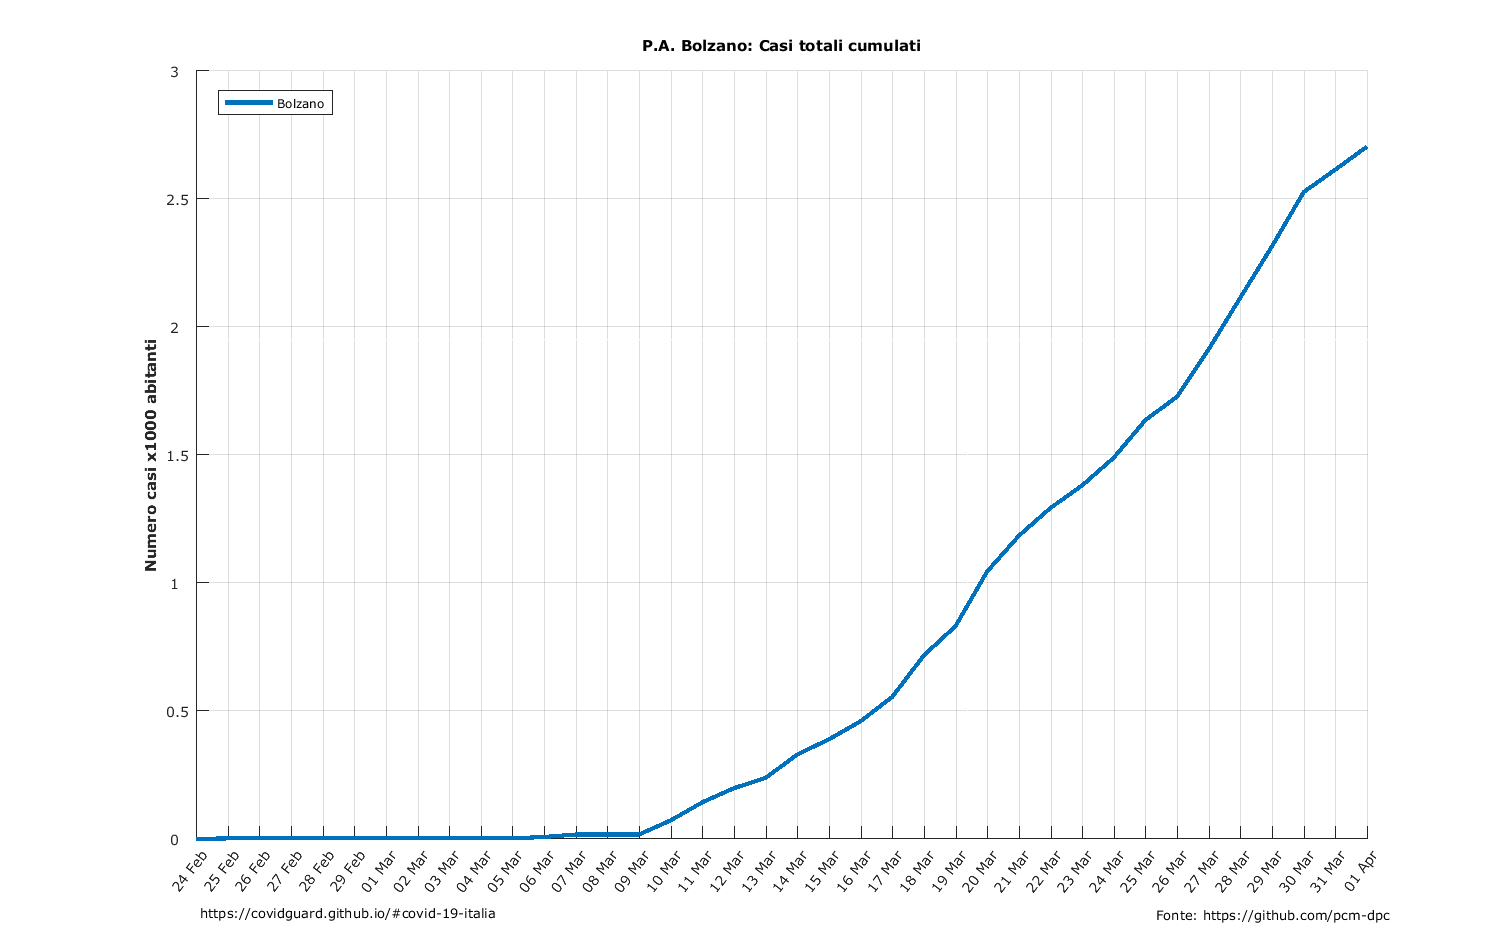 P.A. Bolzano: Casi totali cumulati
Bolzano
Numero casi x1000 abitanti
3
2.5
2
1.5
1
0.5
0
24 Feb
25 Feb
26 Feb
27 Feb
28 Feb
29 Feb
01 Mar
02 Mar
03 Mar
04 Mar
05 Mar
06 Mar
07 Mar
08 Mar
09 Mar
10 Mar
11 Mar
12 Mar
13 Mar
14 Mar
15 Mar
16 Mar
17 Mar
18 Mar
19 Mar
20 Mar
21 Mar
22 Mar
23 Mar
24 Mar
25 Mar
26 Mar
27 Mar
28 Mar
29 Mar
30 Mar
31 Mar
01 Apr
https://covidguard.github.io/#covid-19-italia
Fonte: https://github.com/pcm-dpc